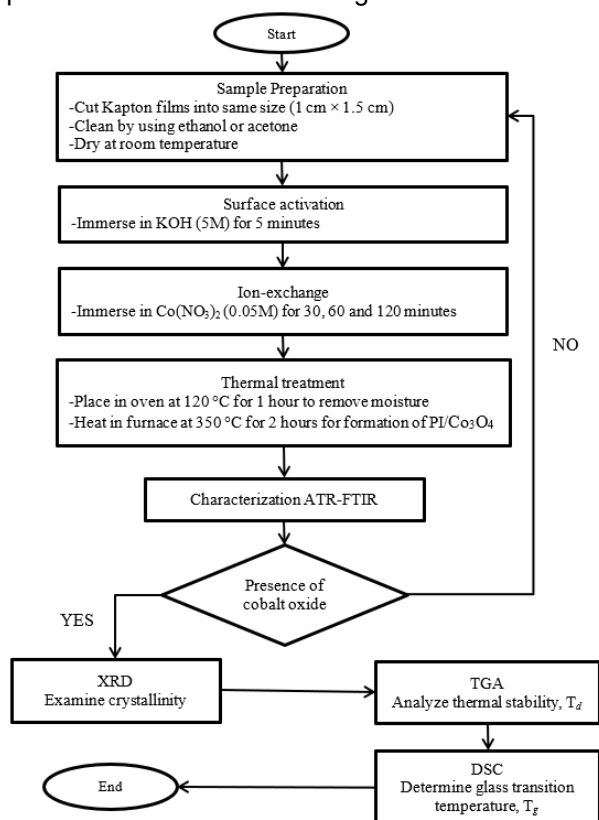 Start
Sample Preparation
-Cut Kapton films into same size (1 cm × 1.5 cm)
-Clean by using ethanol or acetone
-Dry at room temperature
Surface activation
-Immerse in KOH (5M) for 5 minutes
Ion-exchange
-Immerse in Co(NO₃)₂ (0.05M) for 30, 60 and 120 minutes
NO
Thermal treatment
-Place in oven at 120 °C for 1 hour to remove moisture
-Heat in furnace at 350 °C for 2 hours for formation of PI/Co₃O₄
Characterization ATR-FTIR
Presence of
cobalt oxide
YES
XRD
Examine crystallinity
TGA
Analyze thermal stability, T𝑑
DSC
Determine glass transition
temperature, T𝑔
End